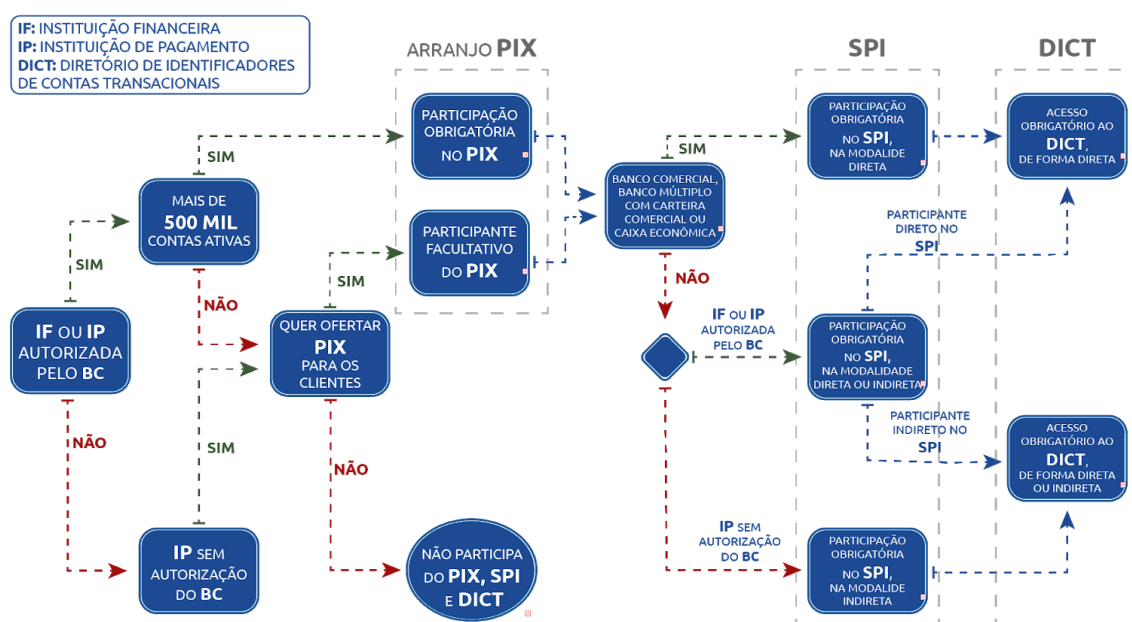 IF: INSTITUIÇÃO FINANCEIRA
IP: INSTITUIÇÃO DE PAGAMENTO
DICT: DIRETÓRIO DE IDENTIFICADORES
DE CONTAS TRANSACIONAIS
ARRANJO PIX
SPI
DICT
IF OU IP
AUTORIZADA
PELO BC
SIM
NÃO
MAIS DE
500 MIL
CONTAS ATIVAS
SIM
NÃO
IP SEM
AUTORIZAÇÃO
DO BC
SIM
QUER OFERTAR
PIX
PARA OS
CLIENTES
SIM
NÃO
PARTICIPAÇÃO
OBRIGATÓRIA
NO PIX
PARTICIPANTE
FACULTATIVO
DO PIX
NÃO PARTICIPA
DO PIX, SPI
E DICT
BANCO COMERCIAL,
BANCO MÚLTIPLO
COM CARTEIRA
COMERCIAL OU
CAIXA ECONÔMICA
SIM
NÃO
IF OU IP
AUTORIZADA
PELO BC
IP SEM
AUTORIZAÇÃO
DO BC
PARTICIPAÇÃO
OBRIGATÓRIA
NO SPI,
NA MODALIDE
DIRETA
PARTICIPANTE
DIRETO NO
SPI
PARTICIPAÇÃO
OBRIGATÓRIA
NO SPI,
NA MODALIDADE
DIRETA OU INDIRETA
PARTICIPANTE
INDIRETO NO
SPI
PARTICIPAÇÃO
OBRIGATÓRIA
NO SPI,
NA MODALIDE
INDIRETA
ACESSO
OBRIGATÓRIO AO
DICT,
DE FORMA DIRETA
ACESSO
OBRIGATÓRIO AO
DICT,
DE FORMA DIRETA
OU INDIRETA